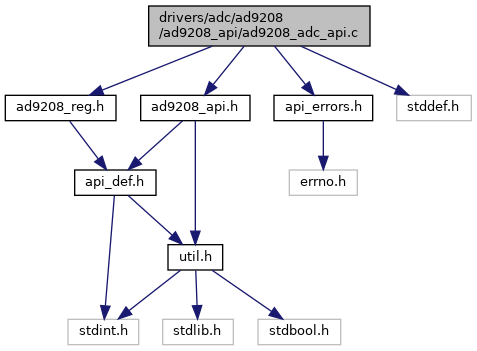 drivers/adc/ad9208
/ad9208_api/ad9208_adc_api.c
ad9208_reg.h
ad9208_api.h
api_errors.h
stddef.h
api_def.h
errno.h
util.h
stdint.h
stdlib.h
stdbool.h